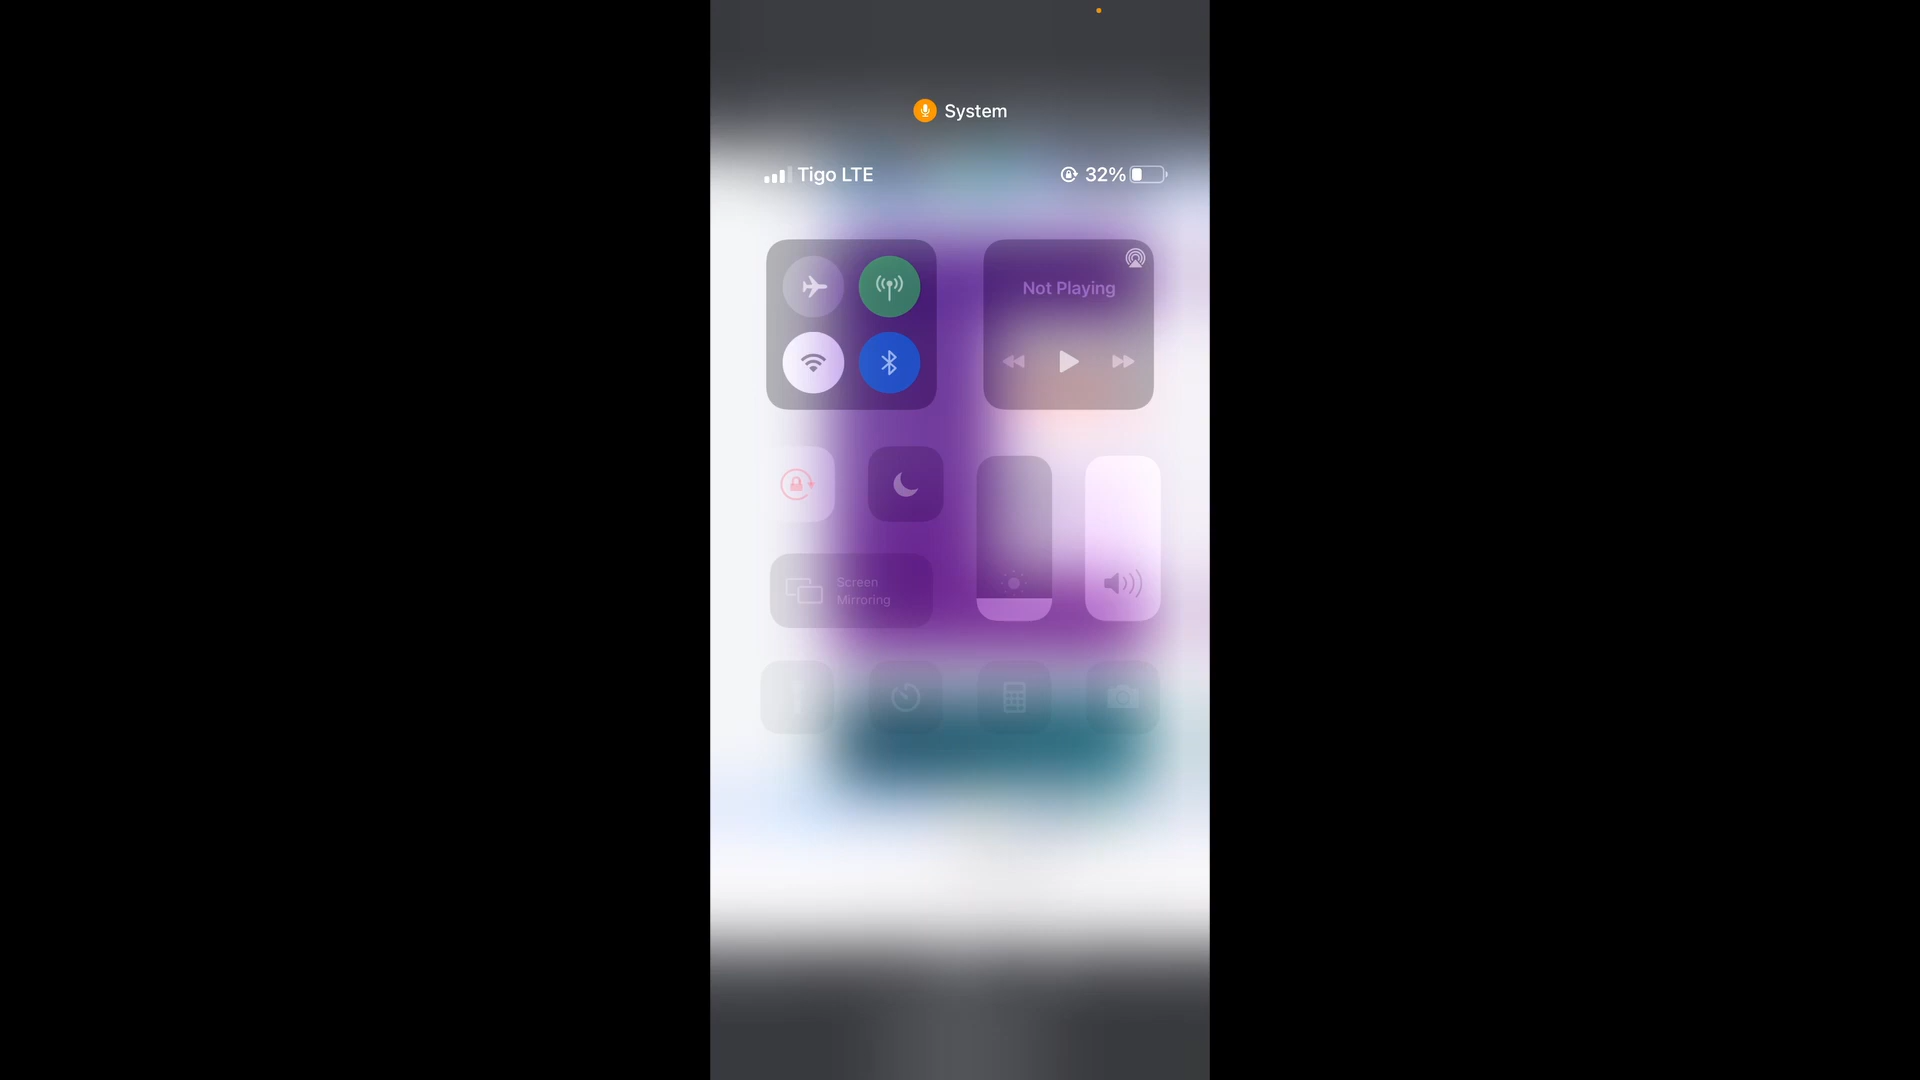 System
Tigo LTE 32%
Not Playing
Screen
Mirroring